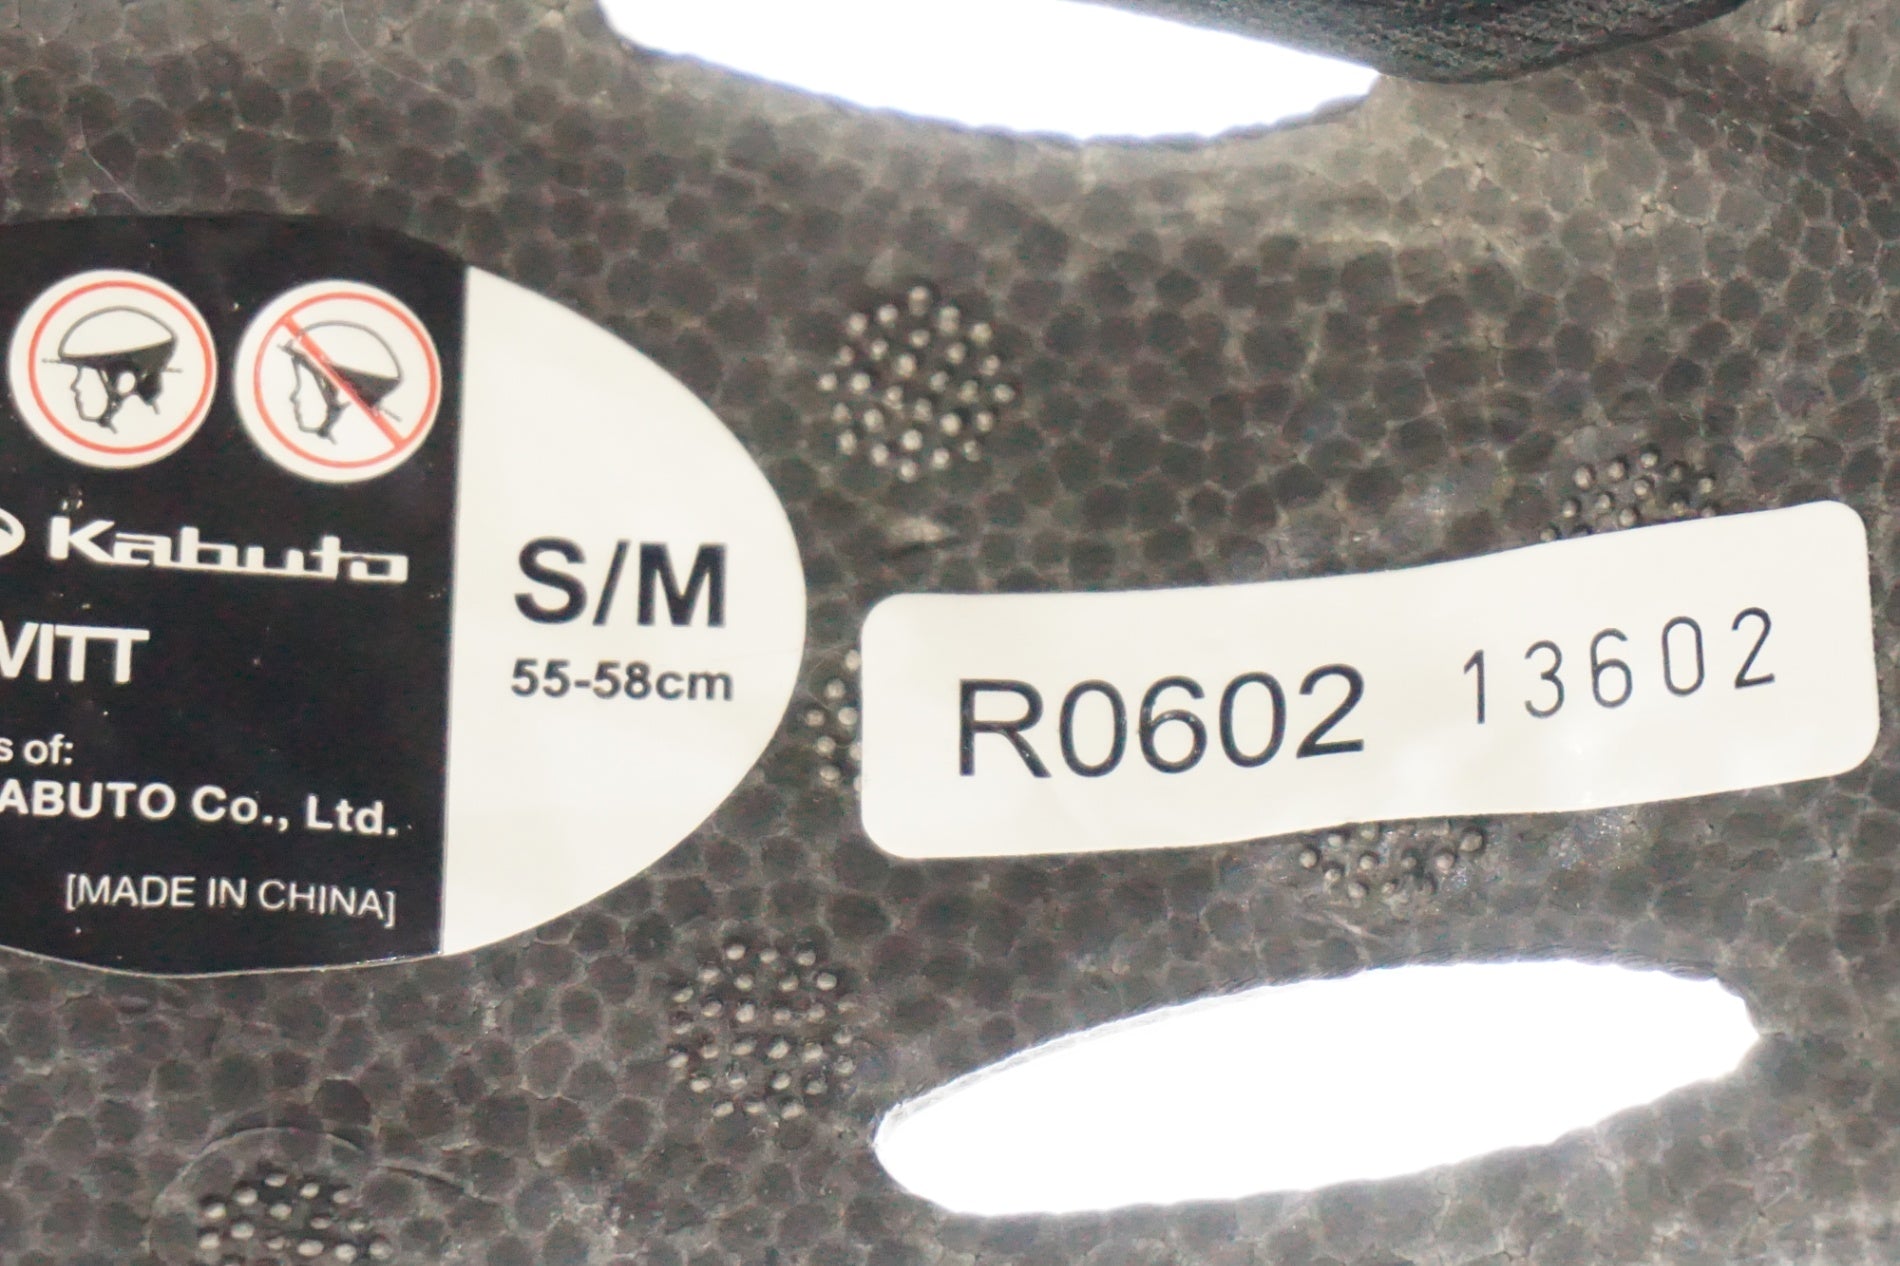 Kabuto
VITT
s of:
ABUTO Co., Ltd.
[MADE IN CHINA]
S/M
55-58cm
R0602 13602